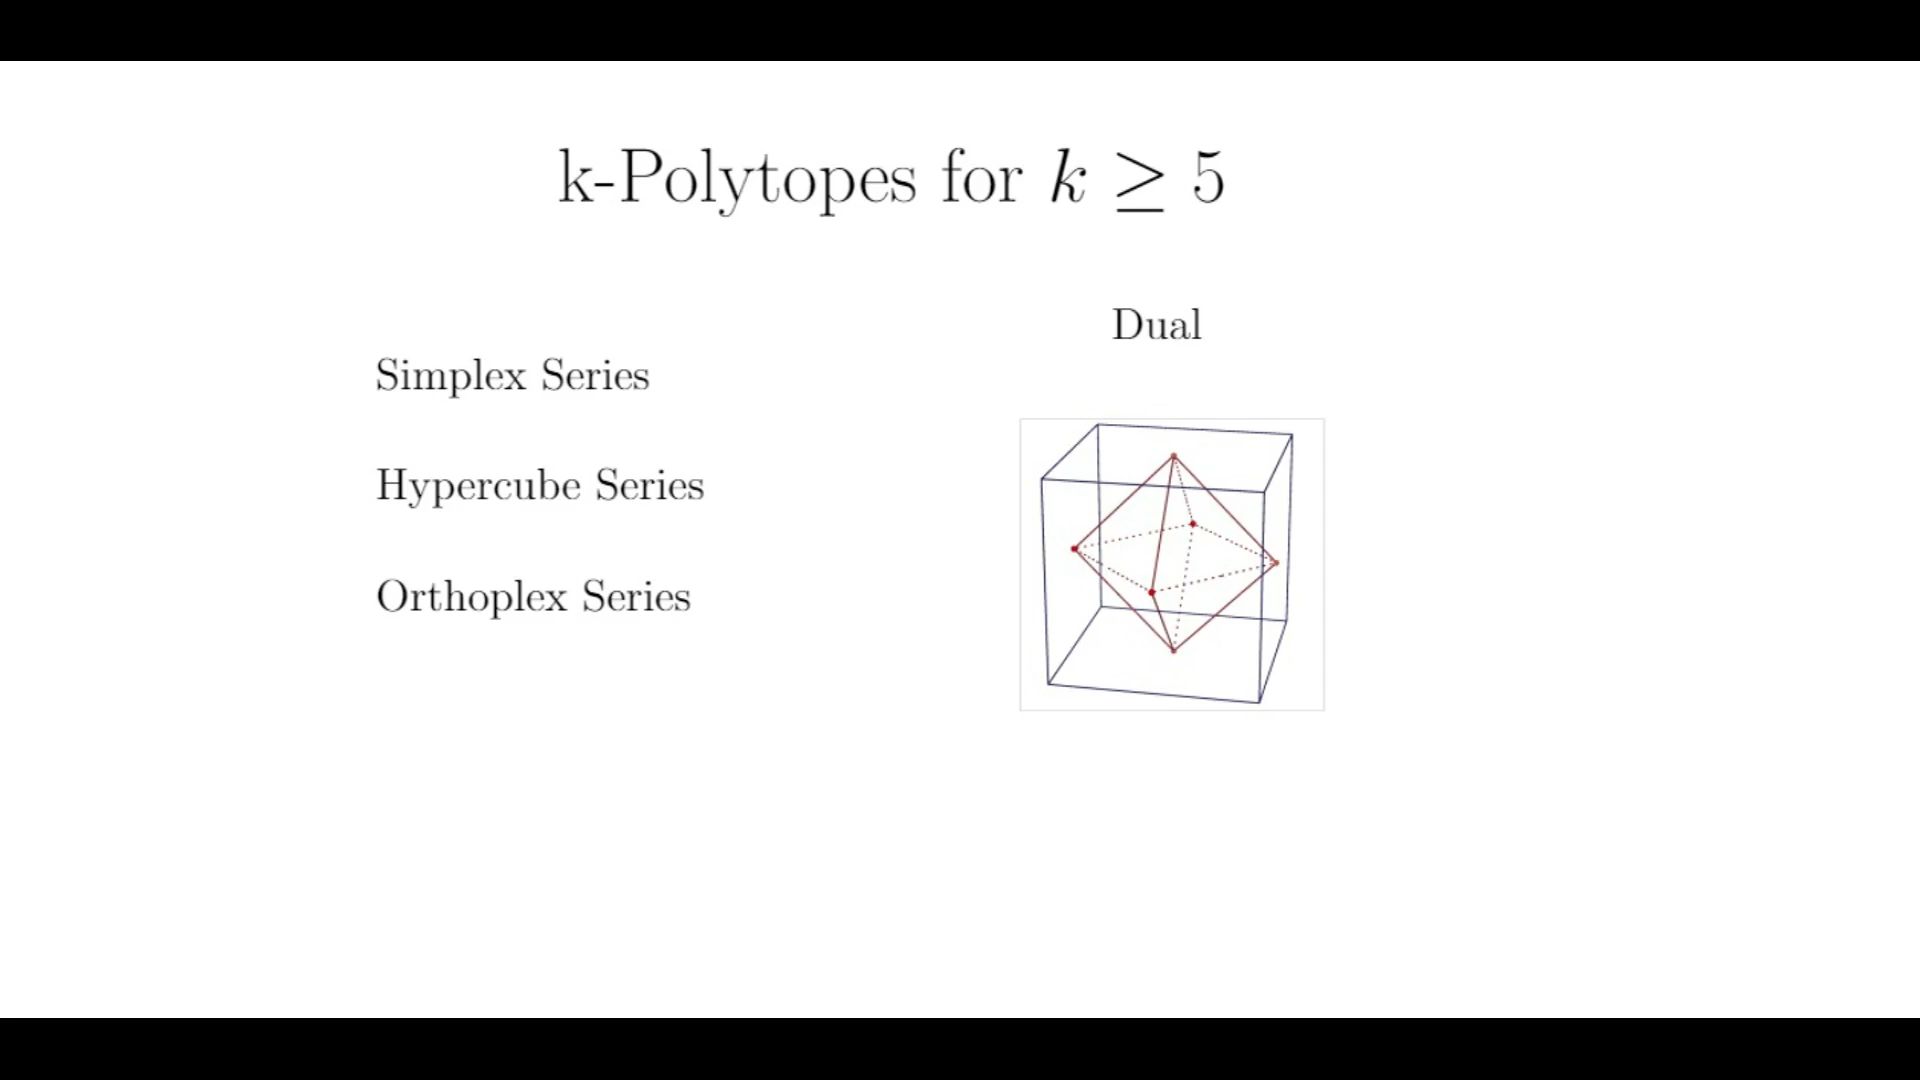 k-Polytopes for k ≥ 5
Dual
Simplex Series
Hypercube Series
Orthoplex Series